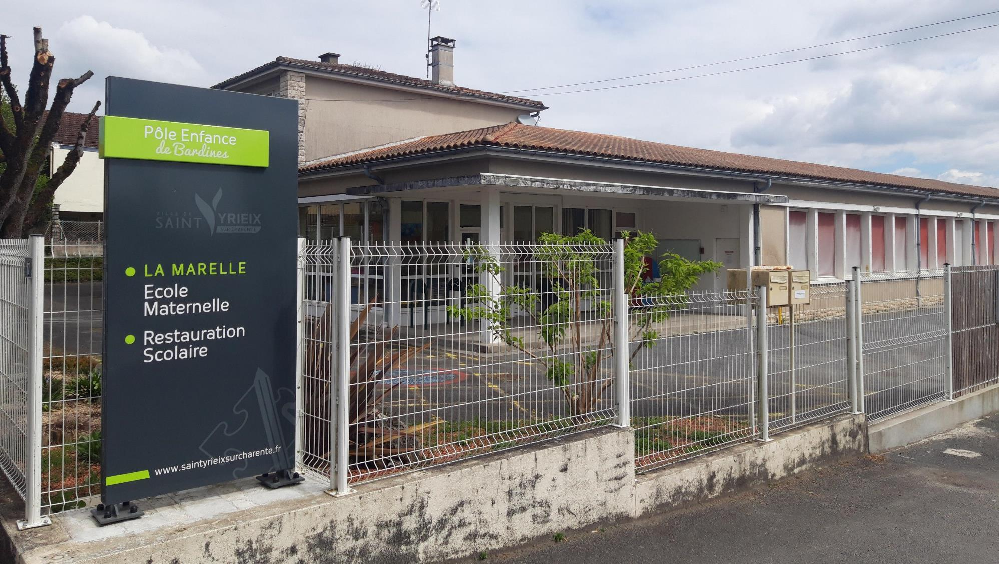 Pôle Enfance
de Bardines
VILLE DE
SAINT YRIEIX
SUR CHARENTE
LA MARELLE
Ecole
Maternelle
Restauration
Scolaire
www.saintyrieixsurcharente.fr